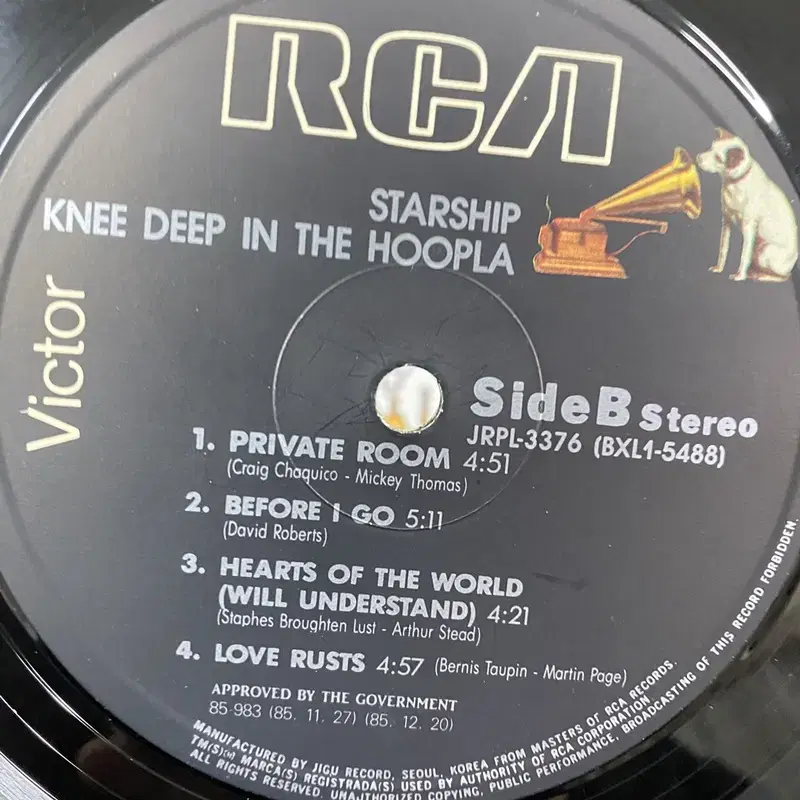 RCA
STARSHIP
KNEE DEEP IN THE HOOPLA
Victor
Side B Stereo
JRPL-3376 (BXL1-5488)
1. PRIVATE ROOM 4:51
(Craig Chaquico - Mickey Thomas)
2. BEFORE I GO 5:11
(David Roberts)
3. HEARTS OF THE WORLD
(WILL UNDERSTAND) 4:21
(Staphes Broughten Lust - Arthur Stead)
4. LOVE RUSTS 4:57 (Bernis Taupin - Martin Page)
APPROVED BY THE GOVERNMENT
85-983 (85. 11. 27) (85. 12. 20)
MANUFACTURED BY JIGU RECORD, SEOUL, KOREA FROM MASTERS OF RCA RECORDS.
TM(S)® MARCA(S) REGISTRADA(S) USED BY AUTHORITY OF RCA CORPORATION.
ALL RIGHTS RESERVED. UNAUTHORIZED COPYING, PUBLIC PERFORMANCE, BROADCASTING OF THIS RECORD FORBIDDEN.